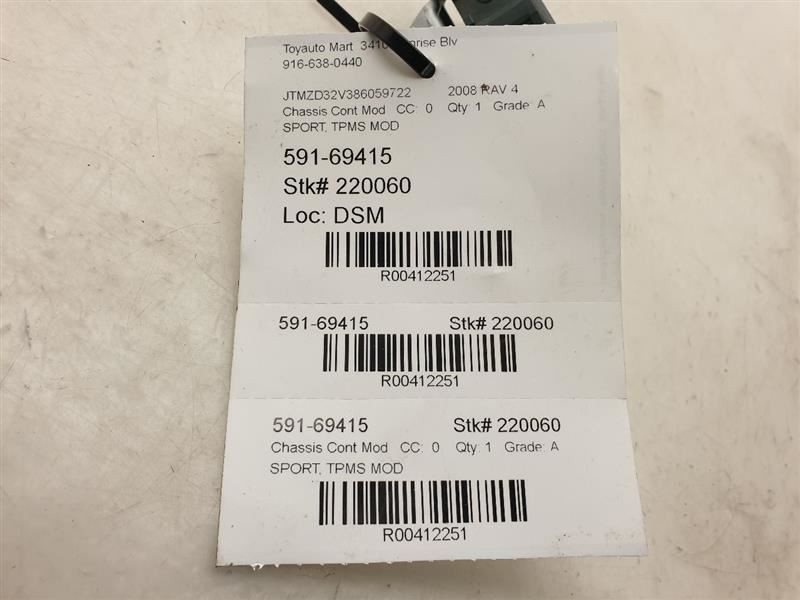 Toyauto Mart 3410 Blv
916-638-0440
JTMZD32V386059722 2008 RAV 4
Chassis Cont Mod CC: 0 Qty: 1 Grade: A
SPORT, TPMS MOD
591-69415
Stk# 220060
Loc: DSM
R00412251
591-69415 Stk# 220060
R00412251
591-69415 Stk# 220060
Chassis Cont Mod CC: 0 Qty: 1 Grade: A
SPORT, TPMS MOD
R00412251